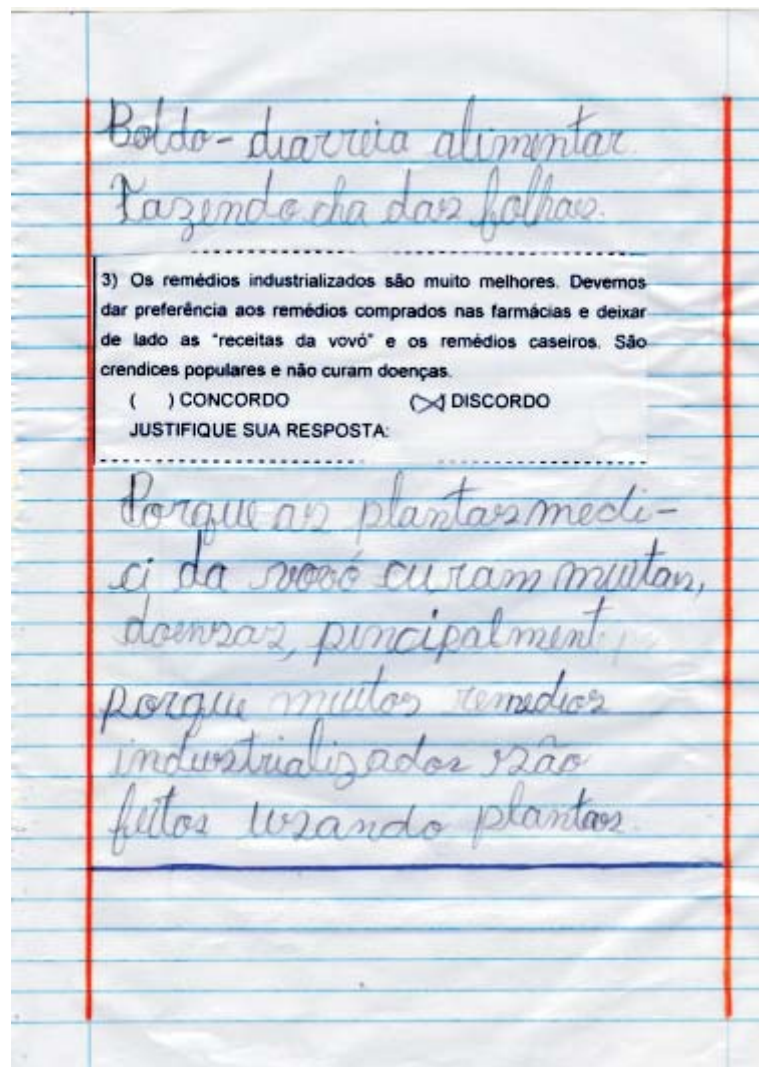 Boldo - diarreia alimentar.
Fazendo cha das folhas.
3) Os remédios industrializados são muito melhores. Devemos
dar preferência aos remédios comprados nas farmácias e deixar
de lado as "receitas da vovó" e os remédios caseiros. São
crendices populares e não curam doenças.
( ) CONCORDO (X) DISCORDO
JUSTIFIQUE SUA RESPOSTA:
Porque as plantas medi-
ci da vovó curam muitas,
doensas, pincipalment
porque muitos remedios
industrializados são
feitos usando plantas.